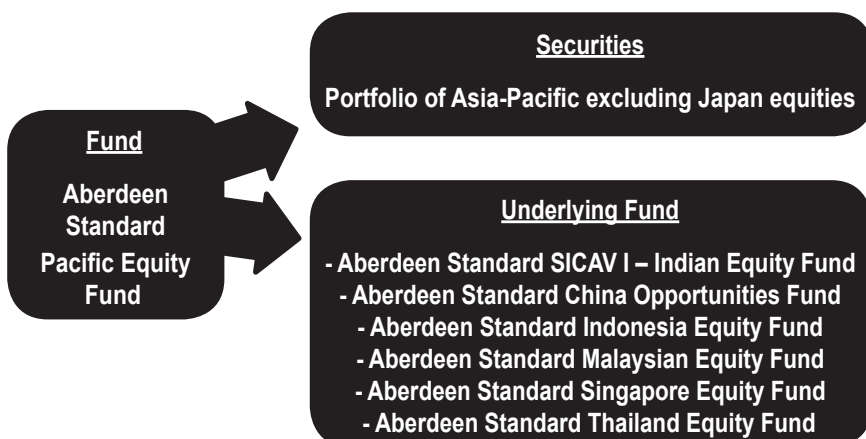 Fund
Aberdeen
Standard
Pacific Equity
Fund
Securities
Portfolio of Asia-Pacific excluding Japan equities
Underlying Fund
- Aberdeen Standard SICAV I – Indian Equity Fund
- Aberdeen Standard China Opportunities Fund
- Aberdeen Standard Indonesia Equity Fund
- Aberdeen Standard Malaysian Equity Fund
- Aberdeen Standard Singapore Equity Fund
- Aberdeen Standard Thailand Equity Fund